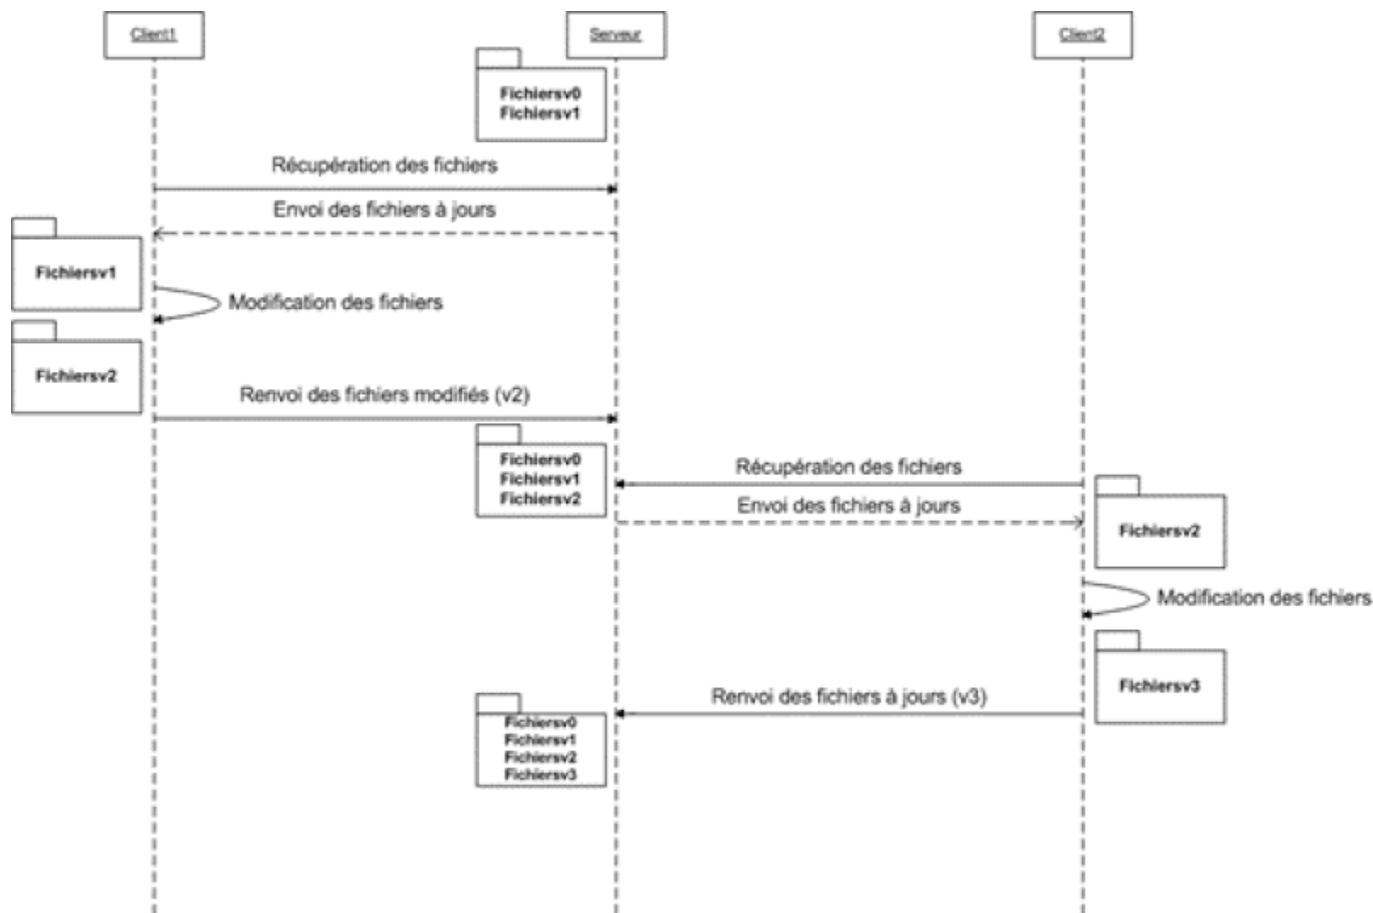 Client1
Serveur
Client2
Fichiersv0
Fichiersv1
Récupération des fichiers
Envoi des fichiers à jours
Fichiersv1
Modification des fichiers
Fichiersv2
Renvoi des fichiers modifiés (v2)
Fichiersv0
Fichiersv1
Fichiersv2
Récupération des fichiers
Envoi des fichiers à jours
Fichiersv2
Modification des fichiers
Fichiersv3
Renvoi des fichiers à jours (v3)
Fichiersv0
Fichiersv1
Fichiersv2
Fichiersv3